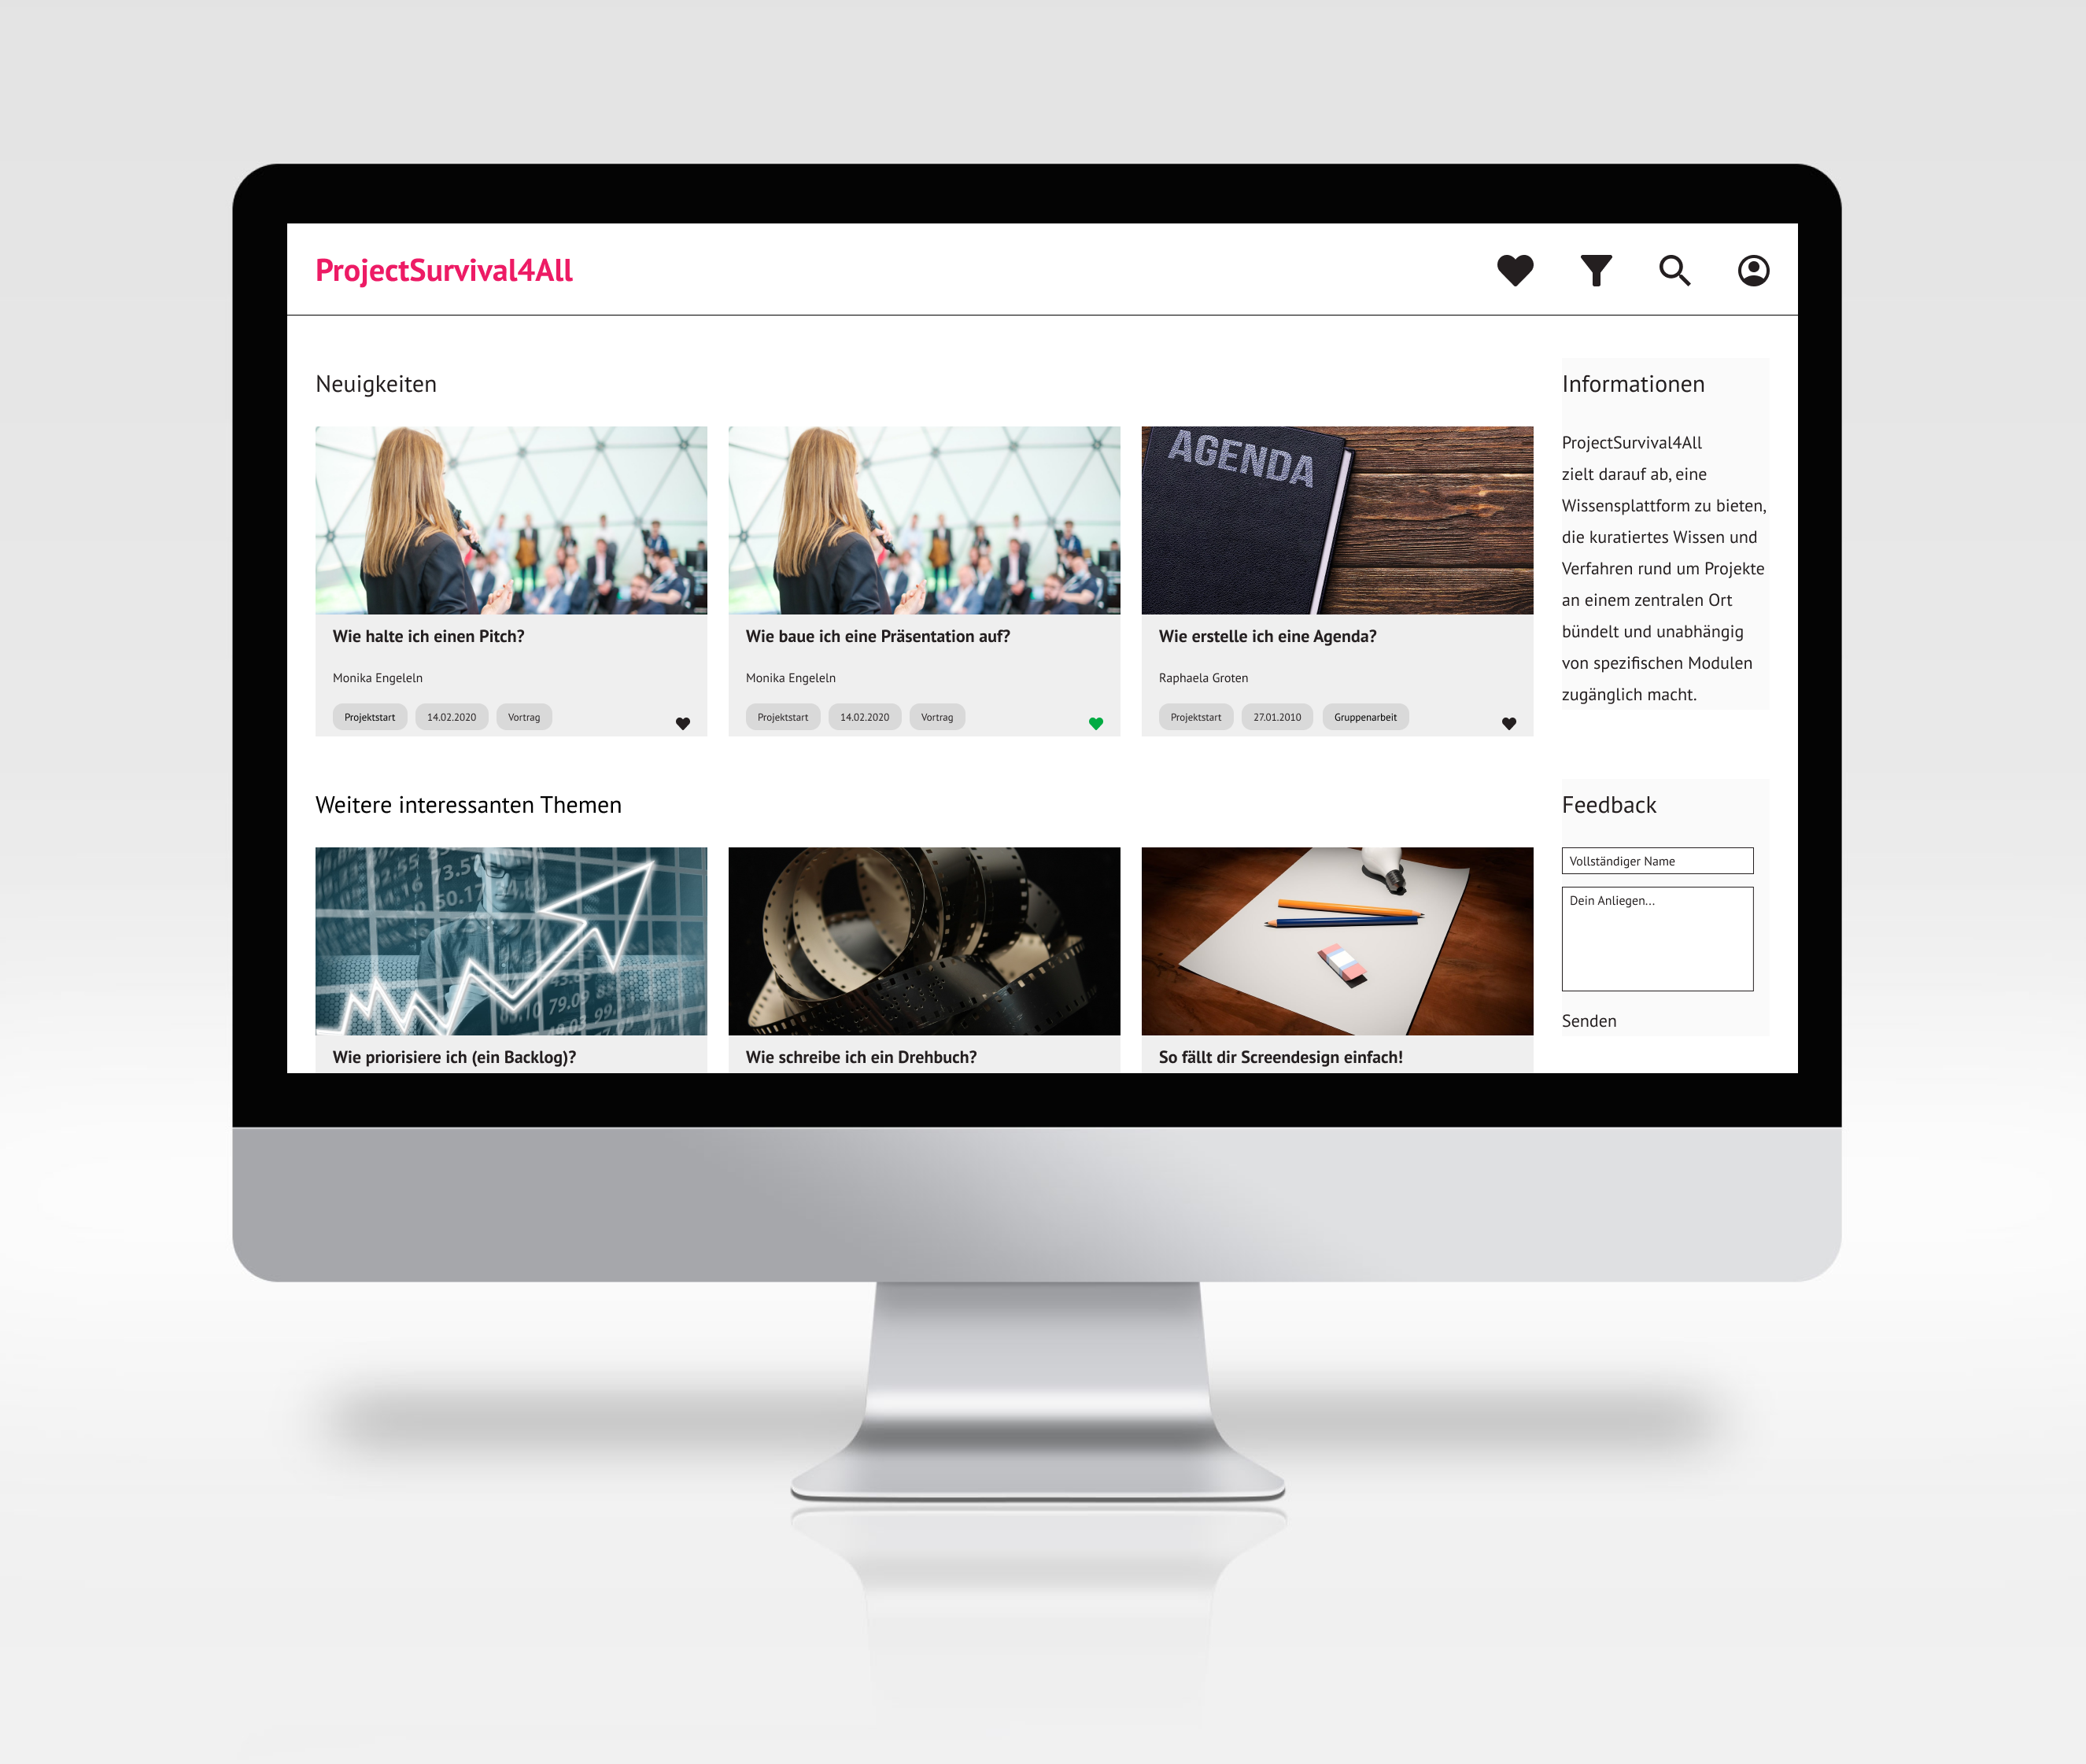 ProjectSurvival4All
Neuigkeiten
AGENDA
Wie halte ich einen Pitch?
Monika Engeleln
Projektstart
14.02.2020
Vortrag
Wie baue ich eine Präsentation auf?
Monika Engeleln
Projektstart
14.02.2020
Vortrag
Wie erstelle ich eine Agenda?
Raphaela Groten
Projektstart
27.01.2010
Gruppenarbeit
Informationen
ProjectSurvival4All
zielt darauf ab, eine
Wissensplattform zu bieten,
die kuratiertes Wissen und
Verfahren rund um Projekte
an einem zentralen Ort
bündelt und unabhängig
von spezifischen Modulen
zugänglich macht.
Weitere interessanten Themen
Wie priorisiere ich (ein Backlog)?
Wie schreibe ich ein Drehbuch?
So fällt dir Screendesign einfach!
Feedback
Vollständiger Name
Dein Anliegen...
Senden